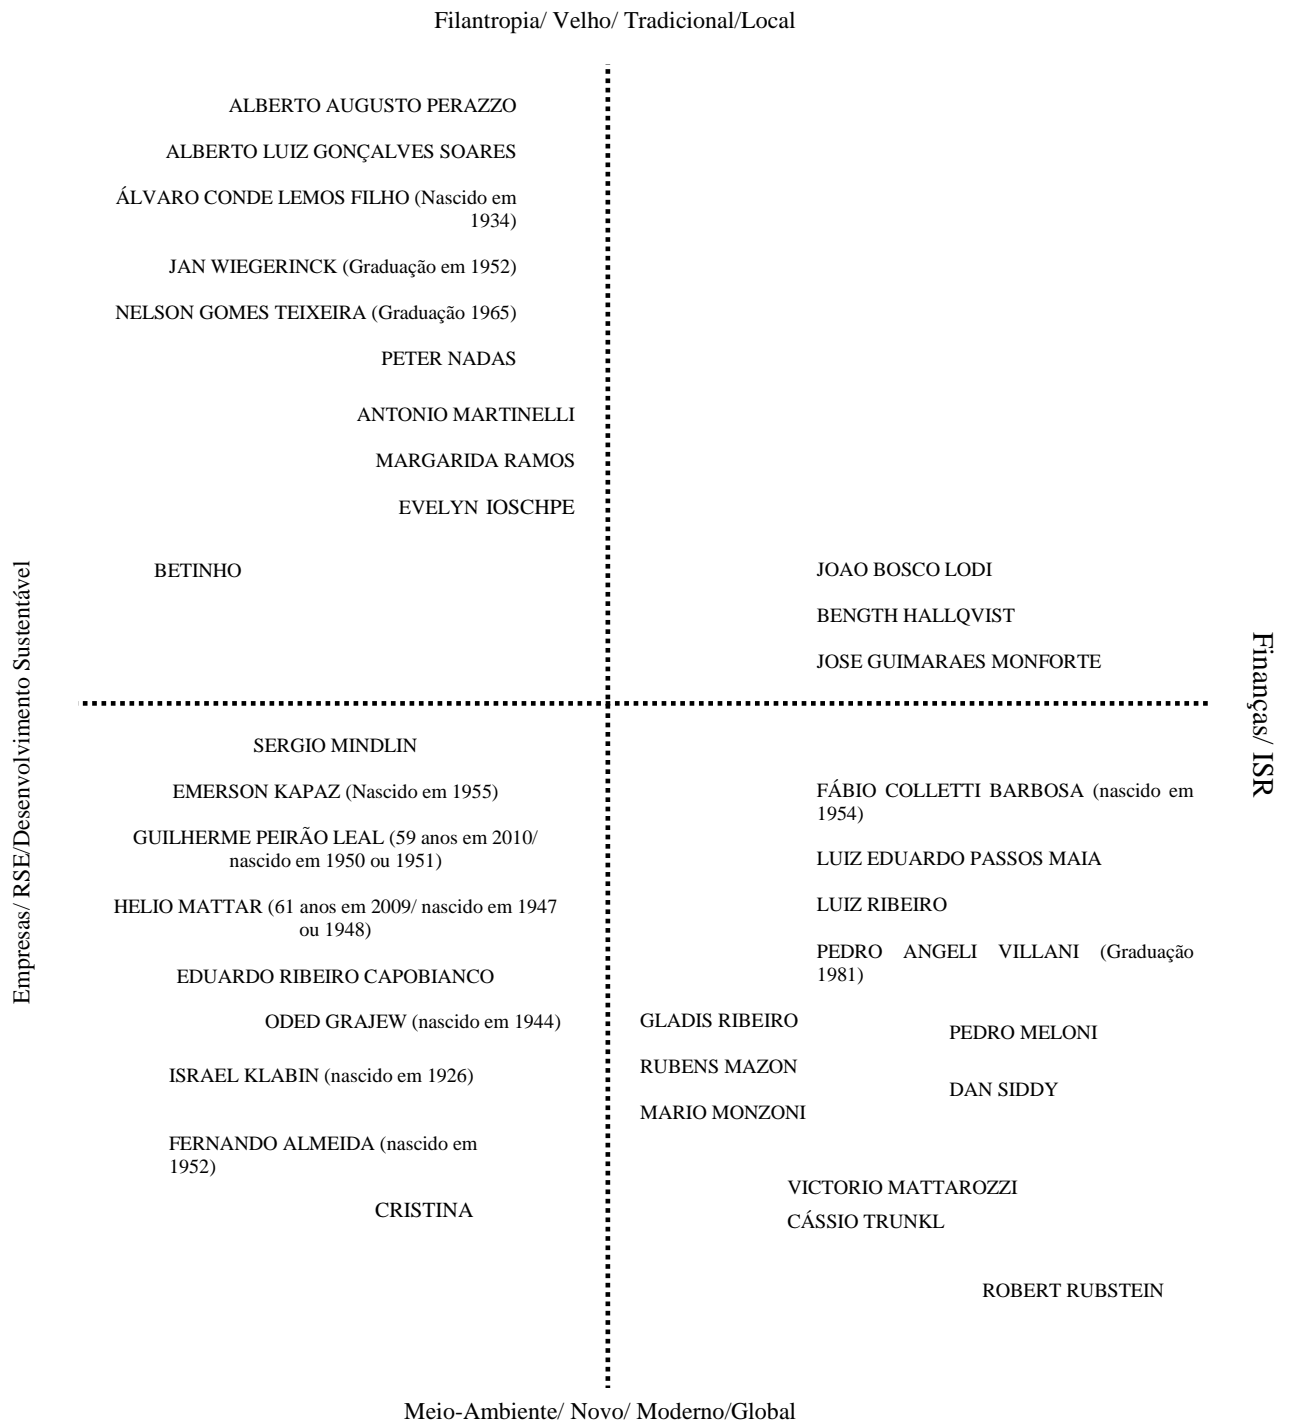 Filantropia/ Velho/ Tradicional/Local
ALBERTO AUGUSTO PERAZZO
ALBERTO LUIZ GONÇALVES SOARES
ÁLVARO CONDE LEMOS FILHO (Nascido em
1934)
JAN WIEGERINCK (Graduação em 1952)
NELSON GOMES TEIXEIRA (Graduação 1965)
PETER NADAS
ANTONIO MARTINELLI
MARGARIDA RAMOS
EVELYN IOSCHPE
BETINHO
JOAO BOSCO LODI
BENGTH HALLQVIST
JOSE GUIMARAES MONFORTE
Empresas/ RSE/Desenvolvimento Sustentável
Finanças/ ISR
SERGIO MINDLIN
EMERSON KAPAZ (Nascido em 1955)
GUILHERME PEIRÃO LEAL (59 anos em 2010/
nascido em 1950 ou 1951)
HELIO MATTAR (61 anos em 2009/ nascido em 1947
ou 1948)
EDUARDO RIBEIRO CAPOBIANCO
ODED GRAJEW (nascido em 1944)
ISRAEL KLABIN (nascido em 1926)
FERNANDO ALMEIDA (nascido em
1952)
CRISTINA
FÁBIO COLLETTI BARBOSA (nascido em
1954)
LUIZ EDUARDO PASSOS MAIA
LUIZ RIBEIRO
PEDRO ANGELI VILLANI (Graduação
1981)
GLADIS RIBEIRO
RUBENS MAZON
MARIO MONZONI
PEDRO MELONI
DAN SIDDY
VICTORIO MATTAROZZI
CÁSSIO TRUNKL
ROBERT RUBSTEIN
Meio-Ambiente/ Novo/ Moderno/Global